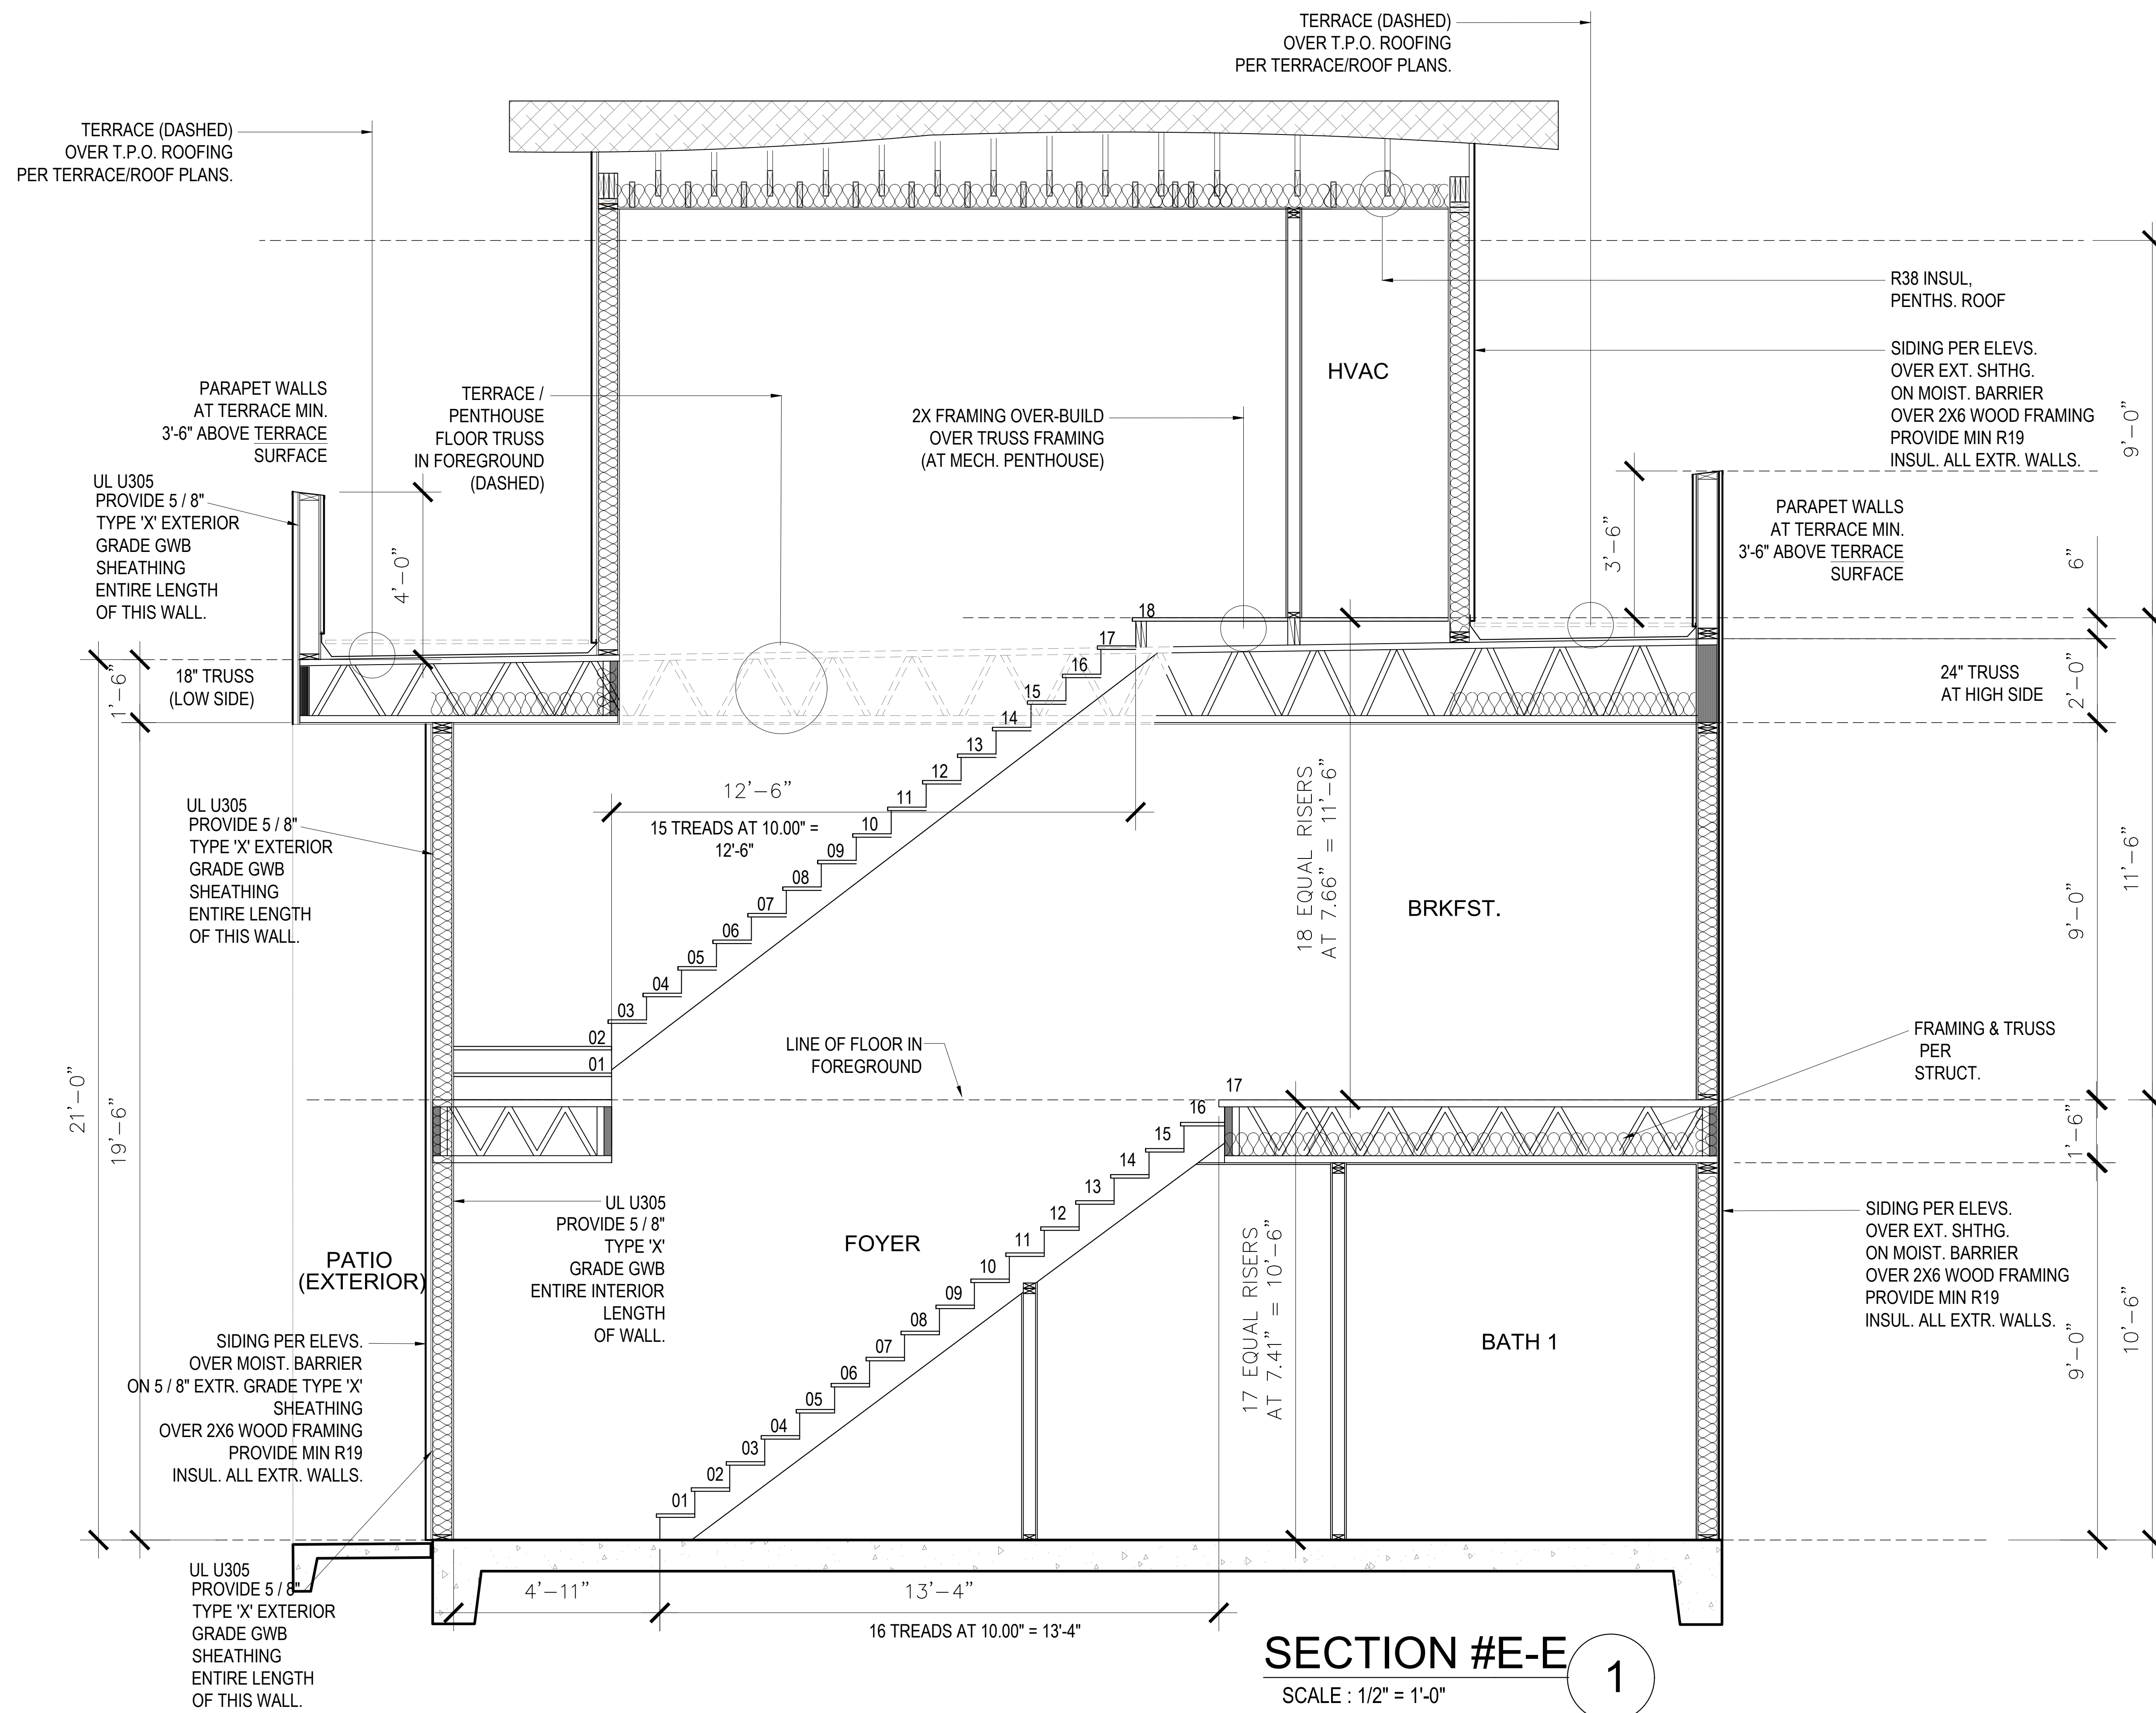 TERRACE (DASHED)
OVER T.P.O. ROOFING
PER TERRACE/ROOF PLANS.
TERRACE (DASHED)
OVER T.P.O. ROOFING
PER TERRACE/ROOF PLANS.
R38 INSUL,
PENTHS. ROOF
SIDING PER ELEVS.
OVER EXT. SHTHG.
ON MOIST. BARRIER
OVER 2X6 WOOD FRAMING
PROVIDE MIN R19
INSUL. ALL EXTR. WALLS.
9'-0"
HVAC
PARAPET WALLS
AT TERRACE MIN.
3'-6" ABOVE TERRACE
SURFACE
TERRACE /
PENTHOUSE
FLOOR TRUSS
IN FOREGROUND
(DASHED)
2X FRAMING OVER-BUILD
OVER TRUSS FRAMING
(AT MECH. PENTHOUSE)
UL U305
PROVIDE 5 / 8"
TYPE 'X' EXTERIOR
GRADE GWB
SHEATHING
ENTIRE LENGTH
OF THIS WALL.
4'-0"
3'-6"
PARAPET WALLS
AT TERRACE MIN.
3'-6" ABOVE TERRACE
SURFACE
6"
18" TRUSS
(LOW SIDE)
1'-6"
24" TRUSS
AT HIGH SIDE
2'-0"
18
17
16
15
14
13
12
11
10
09
08
07
06
05
04
03
02
01
12'-6"
15 TREADS AT 10.00" =
12'-6"
18 EQUAL RISERS
AT 7.66" = 11'-6"
BRKFST.
9'-0"
11'-6"
UL U305
PROVIDE 5 / 8"
TYPE 'X' EXTERIOR
GRADE GWB
SHEATHING
ENTIRE LENGTH
OF THIS WALL.
21'-0"
19'-6"
LINE OF FLOOR IN
FOREGROUND
FRAMING & TRUSS
PER
STRUCT.
1'-6"
17
16
15
14
13
12
11
10
09
08
07
06
05
04
03
02
01
UL U305
PROVIDE 5 / 8"
TYPE 'X'
GRADE GWB
ENTIRE INTERIOR
LENGTH
OF WALL.
FOYER
17 EQUAL RISERS
AT 7.41" = 10'-6"
BATH 1
SIDING PER ELEVS.
OVER EXT. SHTHG.
ON MOIST. BARRIER
OVER 2X6 WOOD FRAMING
PROVIDE MIN R19
INSUL. ALL EXTR. WALLS.
9'-0"
10'-6"
PATIO
(EXTERIOR)
SIDING PER ELEVS.
OVER MOIST. BARRIER
ON 5 / 8" EXTR. GRADE TYPE 'X'
SHEATHING
OVER 2X6 WOOD FRAMING
PROVIDE MIN R19
INSUL. ALL EXTR. WALLS.
UL U305
PROVIDE 5 / 8"
TYPE 'X' EXTERIOR
GRADE GWB
SHEATHING
ENTIRE LENGTH
OF THIS WALL.
4'-11"
13'-4"
16 TREADS AT 10.00" = 13'-4"
SECTION #E-E
1
SCALE : 1/2" = 1'-0"